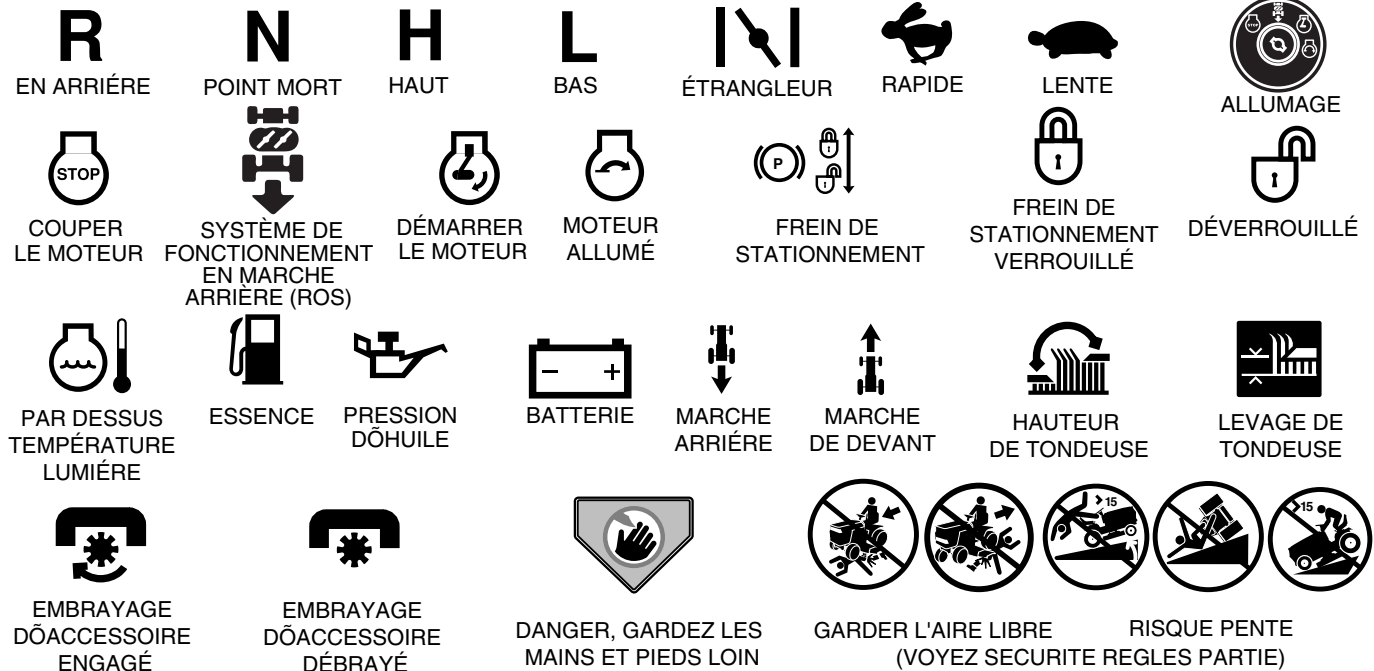 R N H L
EN ARRIÉRE POINT MORT HAUT BAS ÉTRANGLEUR RAPIDE LENTE ALLUMAGE
STOP
STOP
P
COUPER
LE MOTEUR
SYSTÈME DE
FONCTIONNEMENT
EN MARCHE
ARRIÈRE (ROS)
DÉMARRER
LE MOTEUR
MOTEUR
ALLUMÉ
FREIN DE
STATIONNEMENT
FREIN DE
STATIONNEMENT
VERROUILLÉ
DÉVERROUILLÉ
PAR DESSUS
TEMPÉRATURE
LUMIÉRE
ESSENCE
PRESSION
DÕHUILE
BATTERIE
MARCHE
ARRIÉRE
MARCHE
DE DEVANT
HAUTEUR
DE TONDEUSE
LEVAGE DE
TONDEUSE
>15
>15
EMBRAYAGE
DÕACCESSOIRE
ENGAGÉ
EMBRAYAGE
DÕACCESSOIRE
DÉBRAYÉ
DANGER, GARDEZ LES
MAINS ET PIEDS LOIN
GARDER L'AIRE LIBRE RISQUE PENTE
(VOYEZ SECURITE REGLES PARTIE)